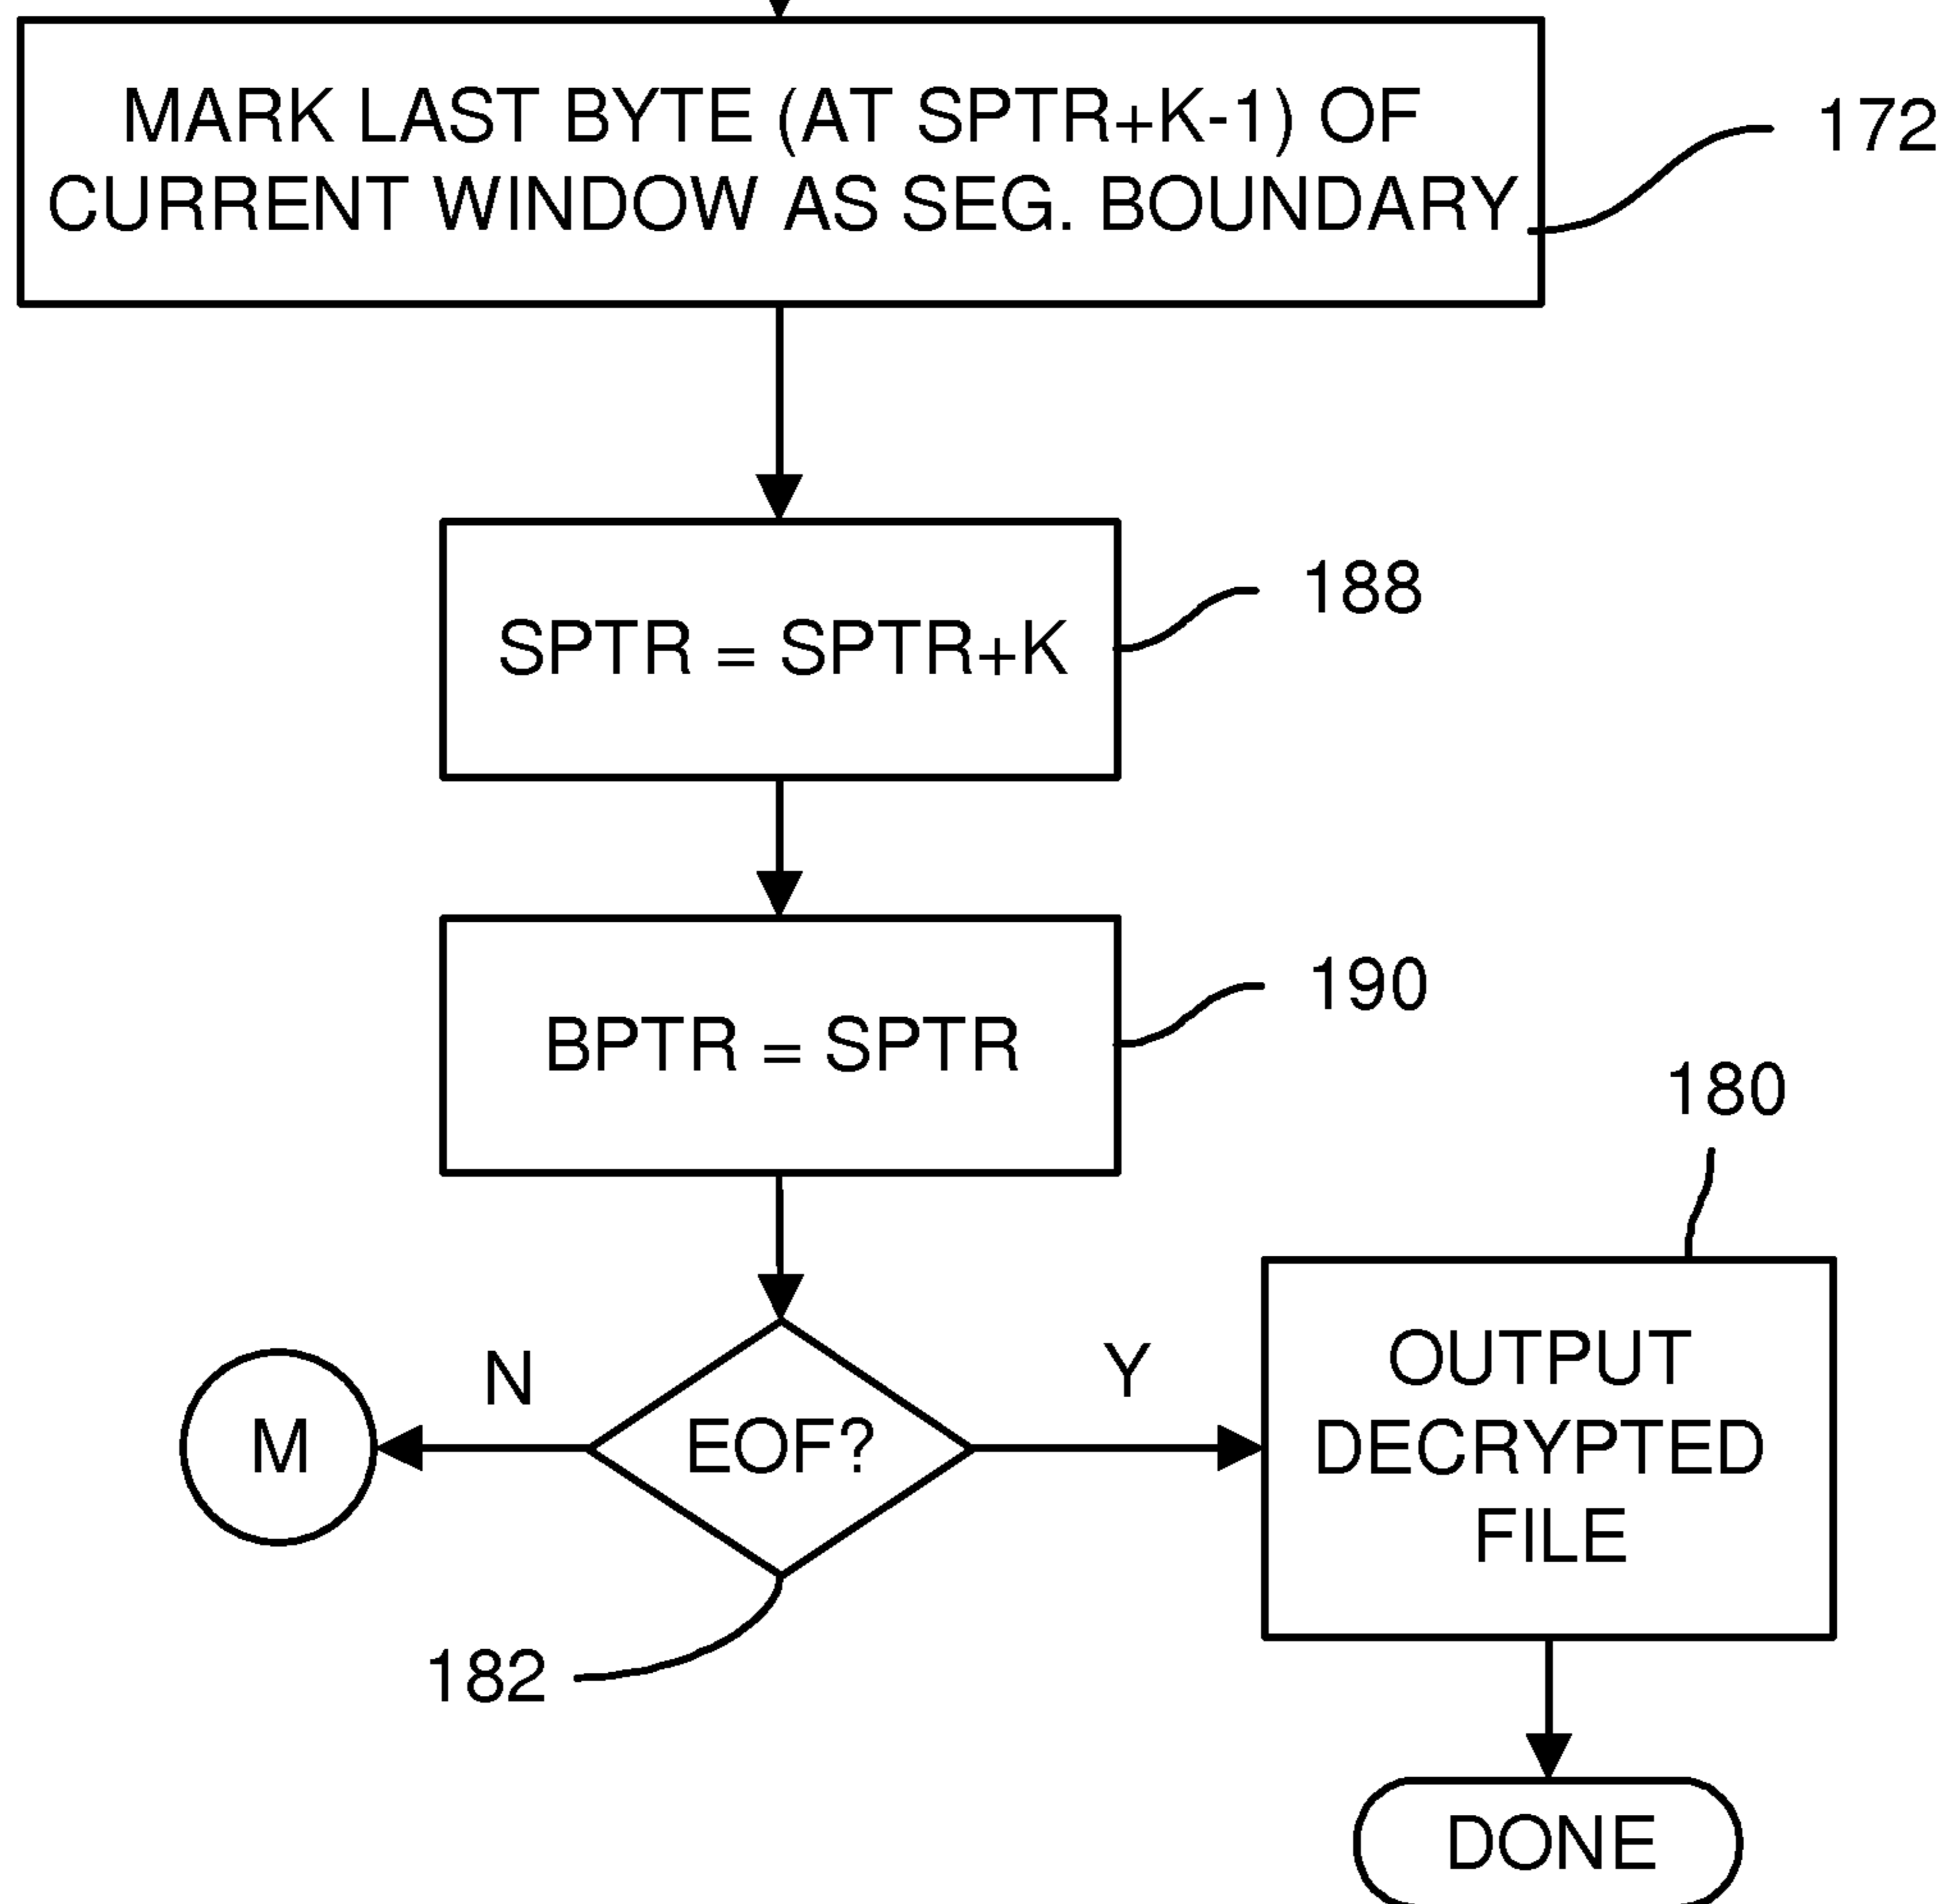 MARK LAST BYTE (AT SPTR+K-1) OF
CURRENT WINDOW AS SEG. BOUNDARY
172
SPTR = SPTR+K
188
BPTR = SPTR
190
180
N
Y
M
EOF?
OUTPUT
DECRYPTED
FILE
182
DONE